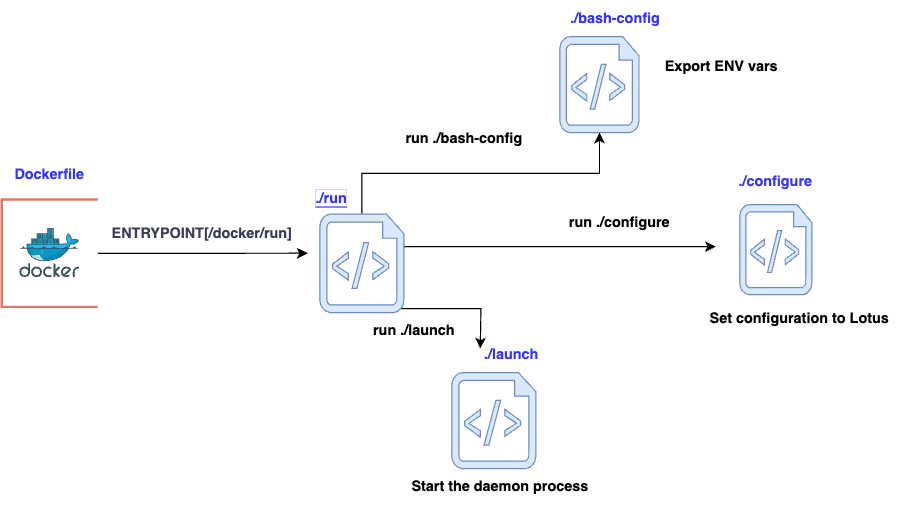 ./bash-config
Export ENV vars
run ./bash-config
Dockerfile
./run
./configure
ENTRYPOINT[/docker/run]
run ./configure
docker
</>
</>
</>
Set configuration to Lotus
run ./launch
./launch
</>
Start the daemon process